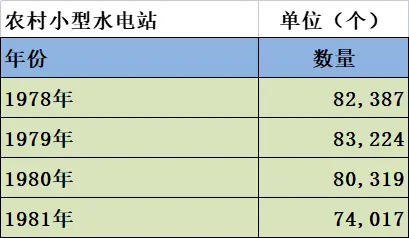 农村小型水电站 单位（个）
年份 数量
1978年 82,387
1979年 83,224
1980年 80,319
1981年 74,017